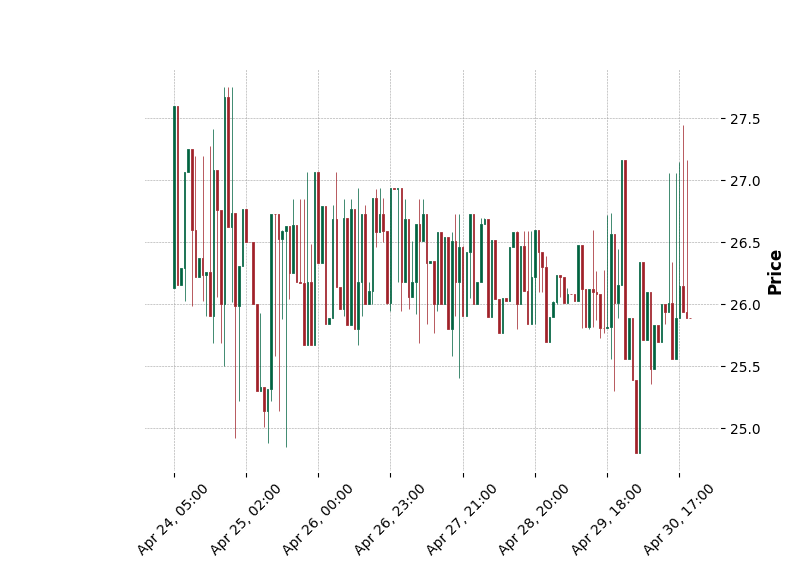 27.5
27.0
26.5
26.0
25.5
25.0
Price
Apr 24, 05:00
Apr 25, 02:00
Apr 26, 00:00
Apr 26, 23:00
Apr 27, 21:00
Apr 28, 20:00
Apr 29, 18:00
Apr 30, 17:00